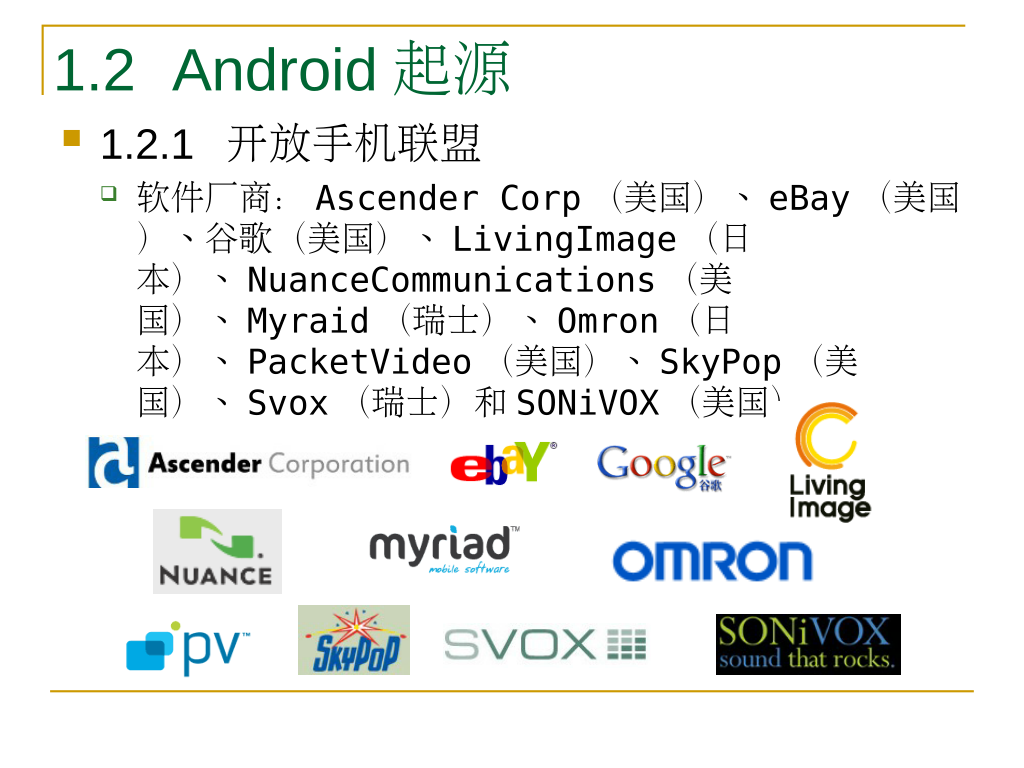 1.2 Android 起源
1.2.1 开放手机联盟
软件厂商： Ascender Corp （美国）、 eBay （美国
）、谷歌（美国）、 LivingImage （日
本）、 NuanceCommunications （美
国）、 Myraid （瑞士）、 Omron （日
本）、 PacketVideo （美国）、 SkyPop （美
国）、 Svox （瑞士）和 SONiVOX （美国）
Ascender Corporation
ebaY®
Google™
谷歌
Living
Image
NUANCE
myriad™
mobile software
OMRON
pv™
SKYPOP
SVOX
SONiVOX
sound that rocks.